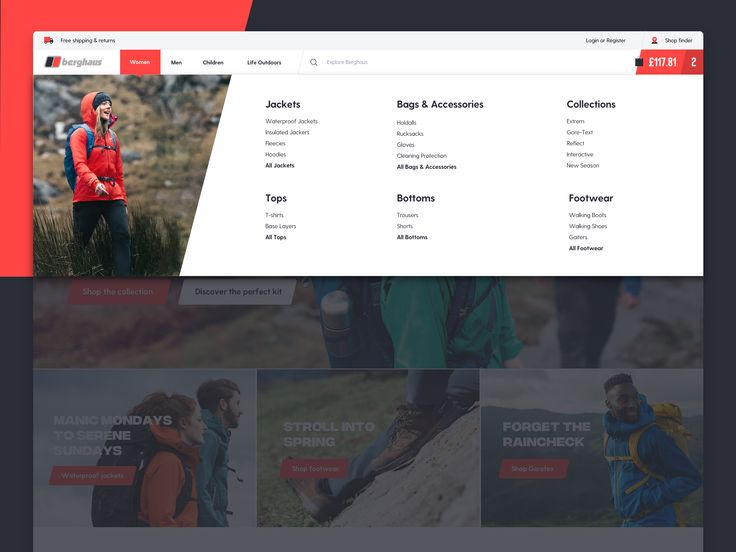 Free shipping & returns
Login or Register
Shop finder
berghaus
Women
Men
Children
Life Outdoors
Explore Berghaus
£117.81
2
Jackets
Waterproof Jackets
Insulated Jackers
Fleecies
Hoodies
All Jackets
Bags & Accessories
Holdalls
Rucksacks
Gloves
Cleaning Protection
All Bags & Accessories
Collections
Extrem
Gore-Text
Reflect
Interactive
New Season
Tops
T-shirts
Base Layers
All Tops
Bottoms
Trousers
Shorts
All Bottoms
Footwear
Walking Boots
Walking Shoes
Gaiters
All Footwear
Shop the collection
Discover the perfect kit
MANIC MONDAYS
TO SERENE
SUNDAYS
Waterproof jackets
STROLL INTO
SPRING
Shop footwear
FORGET THE
RAINCHECK
Shop Goretex